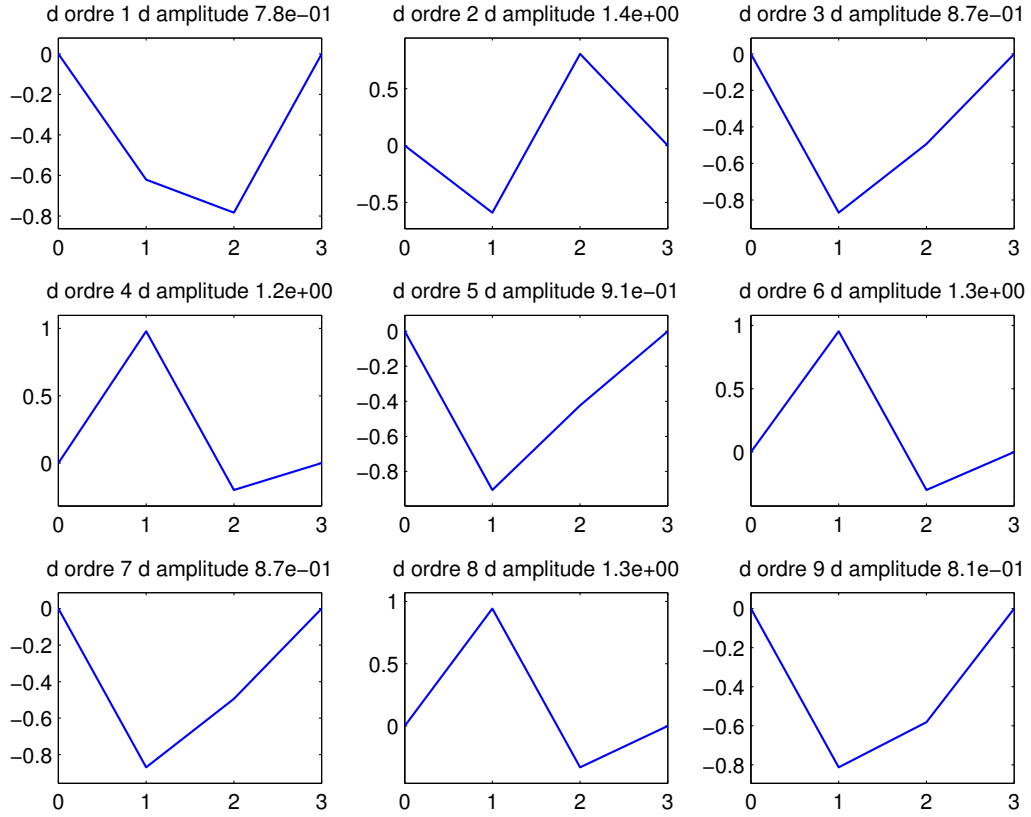 d ordre 1 d amplitude 7.8e−01
d ordre 2 d amplitude 1.4e+00
d ordre 3 d amplitude 8.7e−01
0
−0.2
−0.4
−0.6
−0.8
0 1 2 3
0.5
0
−0.5
0 1 2 3
0
−0.2
−0.4
−0.6
−0.8
0 1 2 3
d ordre 4 d amplitude 1.2e+00
d ordre 5 d amplitude 9.1e−01
d ordre 6 d amplitude 1.3e+00
1
0.5
0
0 1 2 3
0
−0.2
−0.4
−0.6
−0.8
0 1 2 3
1
0.5
0
0 1 2 3
d ordre 7 d amplitude 8.7e−01
d ordre 8 d amplitude 1.3e+00
d ordre 9 d amplitude 8.1e−01
0
−0.2
−0.4
−0.6
−0.8
0 1 2 3
1
0.5
0
0 1 2 3
0
−0.2
−0.4
−0.6
−0.8
0 1 2 3